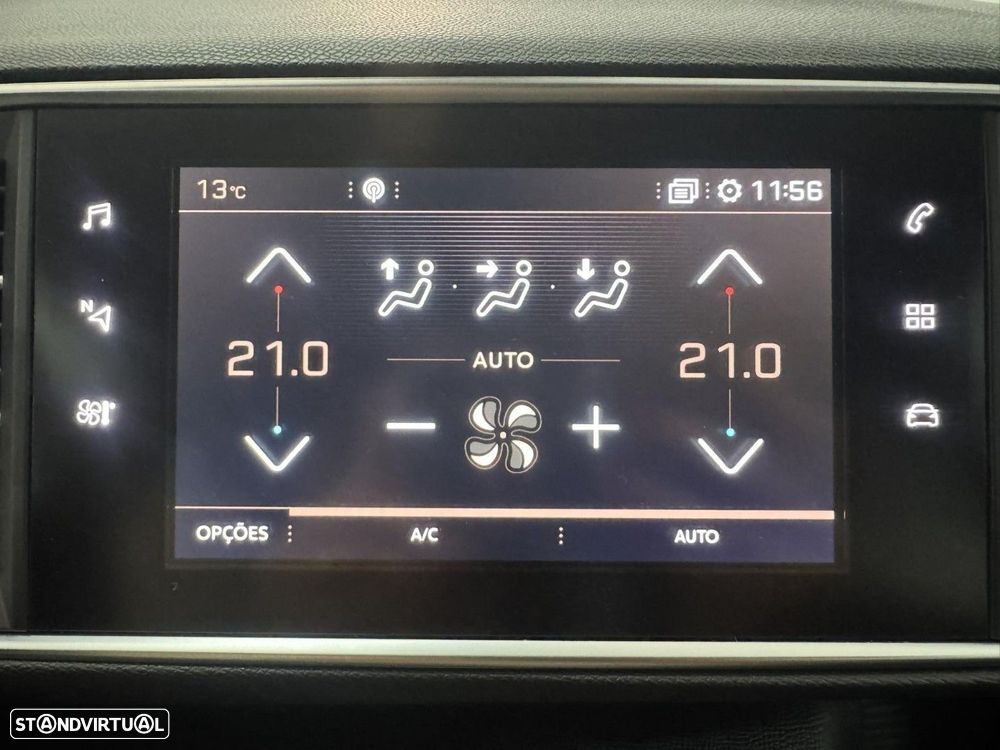 13°C 11:56
N
21.0 AUTO 21.0
OPÇÕES A/C AUTO
STANDVIRTUAL